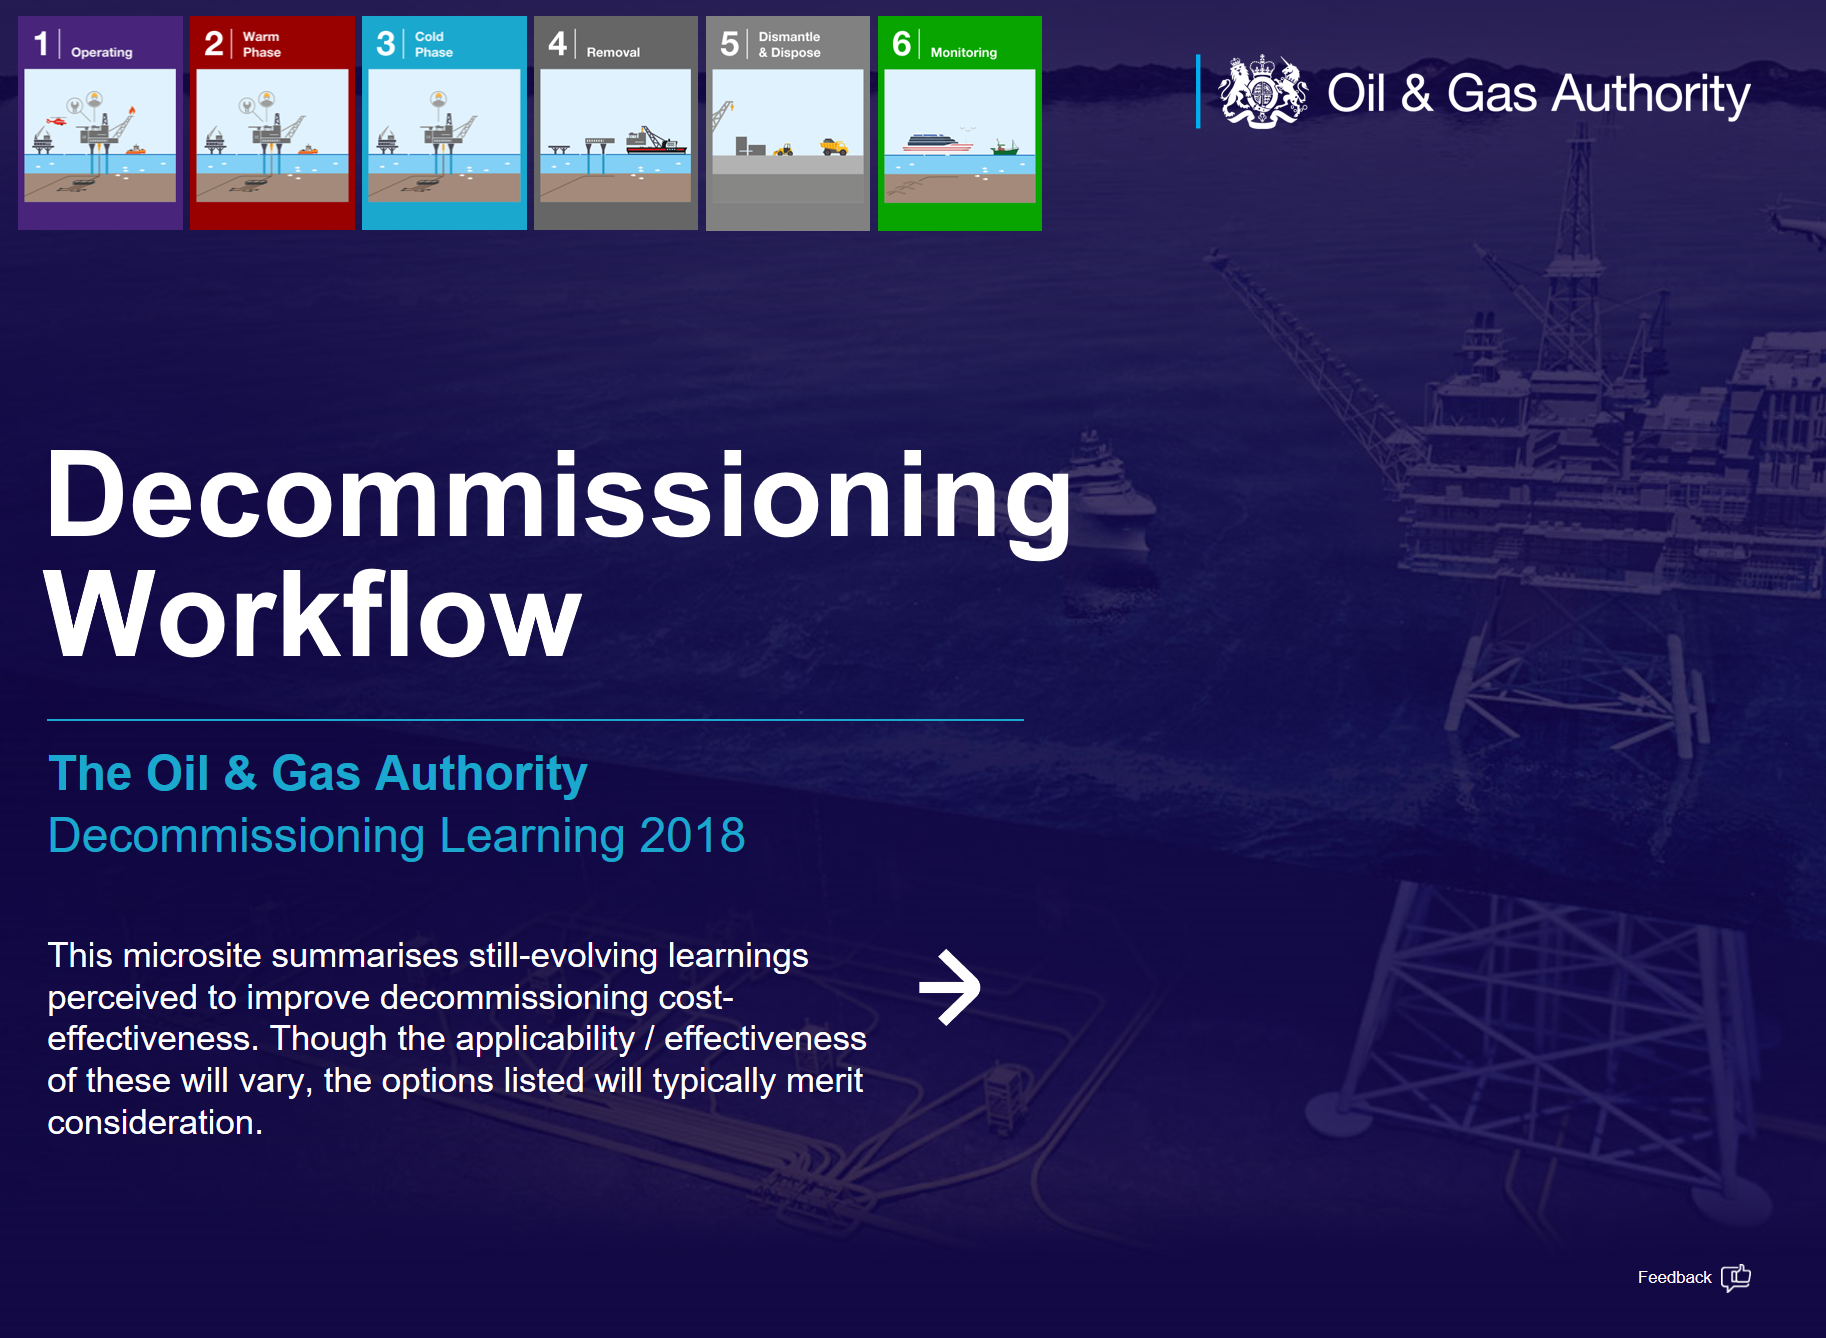 1 Operating
2 Warm
Phase
3 Cold
Phase
4 Removal
5 Dismantle
& Dispose
6 Monitoring
Oil & Gas Authority
Decommissioning
Workflow
The Oil & Gas Authority
Decommissioning Learning 2018
This microsite summarises still-evolving learnings
perceived to improve decommissioning cost-
effectiveness. Though the applicability / effectiveness
of these will vary, the options listed will typically merit
consideration.
Feedback